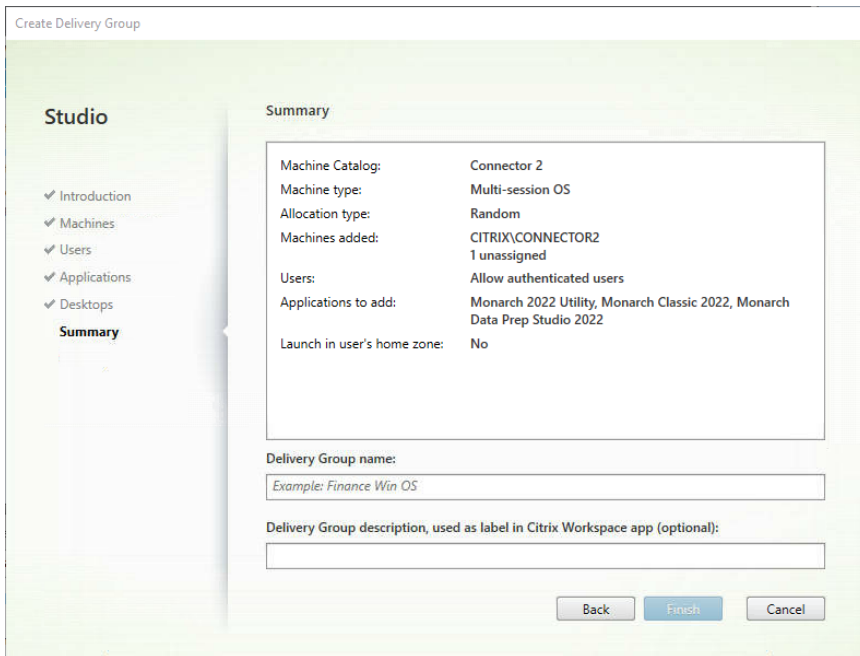 Create Delivery Group
Studio
Introduction
Machines
Users
Applications
Desktops
Summary
Summary
Machine Catalog: Connector 2
Machine type: Multi-session OS
Allocation type: Random
Machines added: CITRIX\CONNECTOR2
1 unassigned
Users: Allow authenticated users
Applications to add: Monarch 2022 Utility, Monarch Classic 2022, Monarch
Data Prep Studio 2022
Launch in user's home zone: No
Delivery Group name:
Example: Finance Win OS
Delivery Group description, used as label in Citrix Workspace app (optional):
Back Finish Cancel